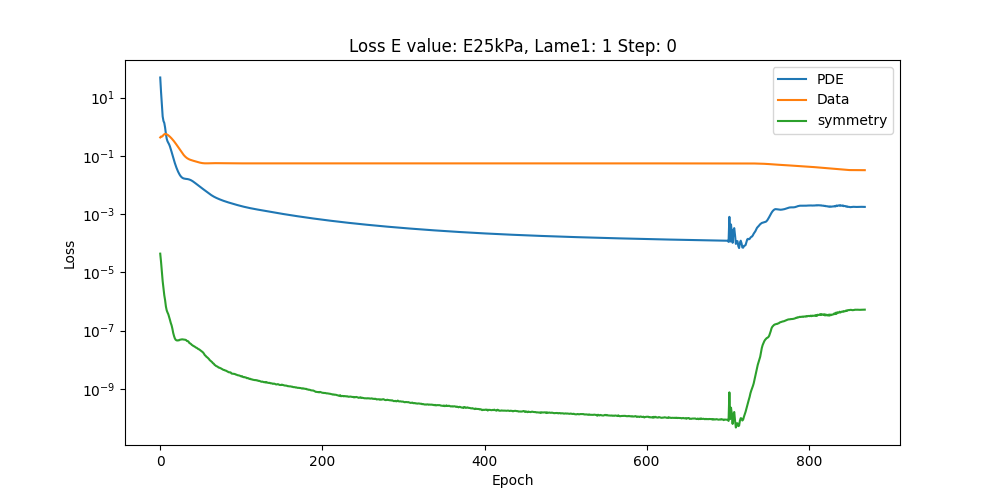 Loss E value: E25kPa, Lame1: 1 Step: 0
PDE
Data
symmetry
10^1
10^-1
10^-3
10^-5
10^-7
10^-9
Loss
0 200 400 600 800
Epoch